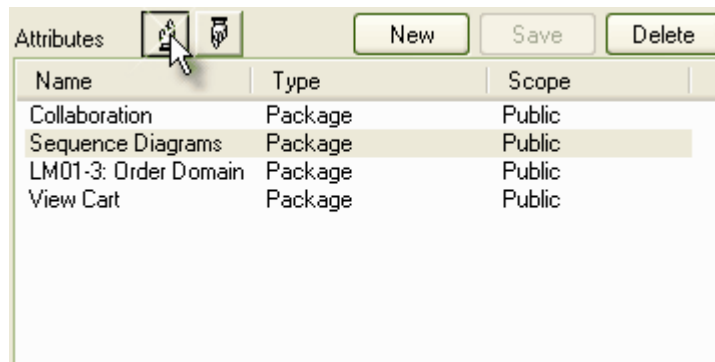 Attributes New Save Delete
Name Type Scope
Collaboration Package Public
Sequence Diagrams Package Public
LM01-3: Order Domain Package Public
View Cart Package Public